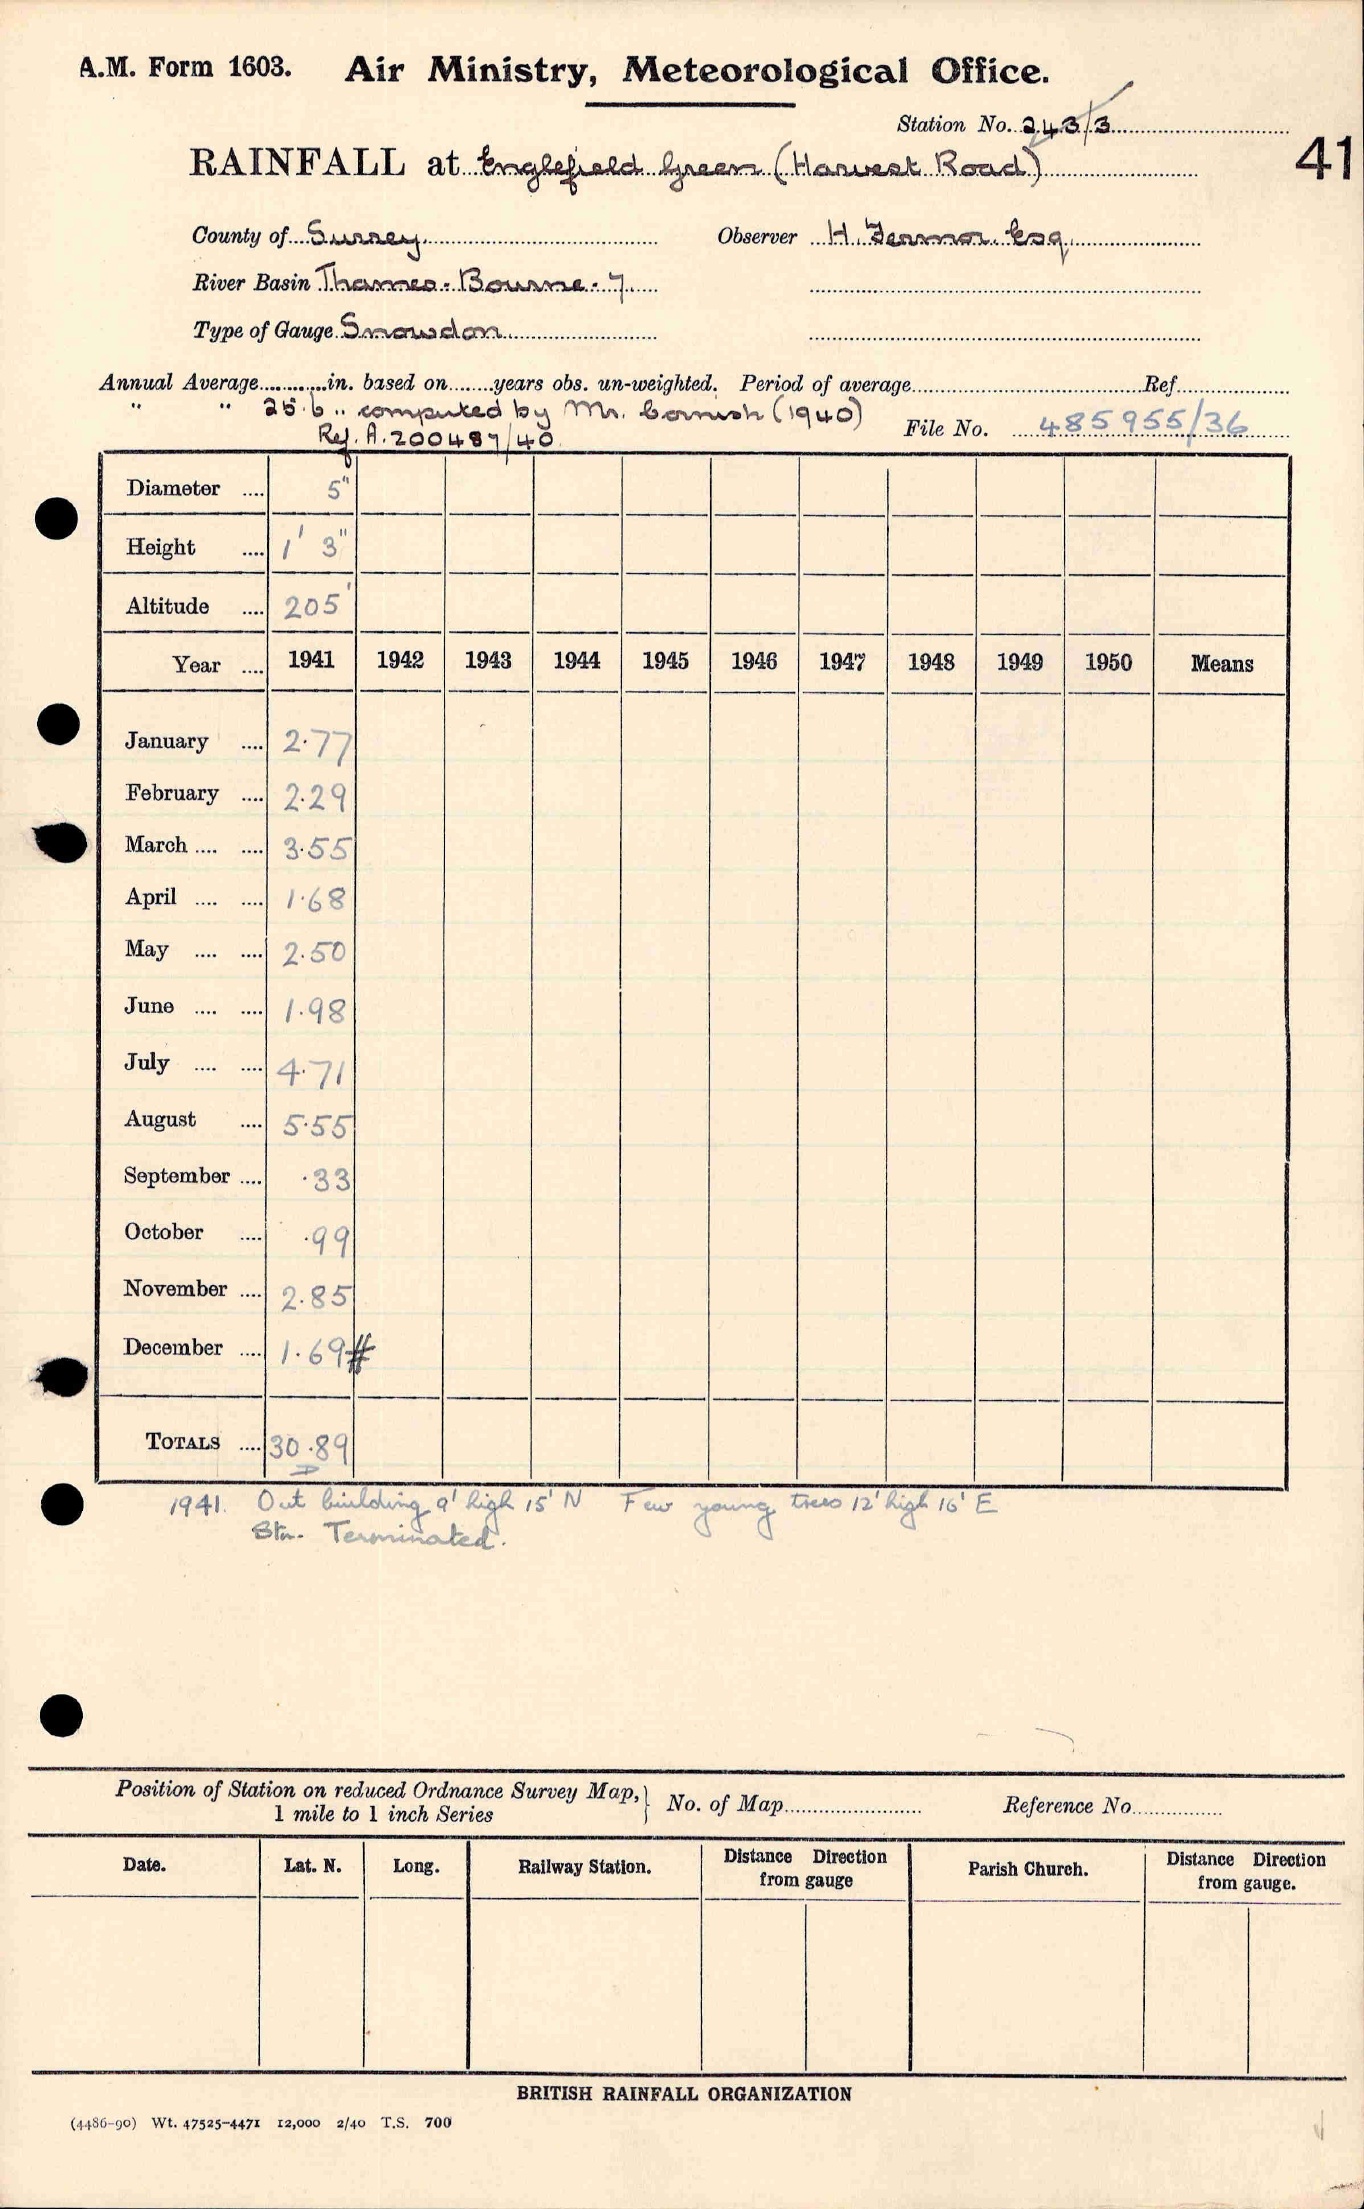 A.M. Form 1603. Air Ministry, Meteorological Office.
Station No. 243/3
41
RAINFALL at Englefield Green (Harvest Road)
County of Surrey Observer H. Fermor Esq.
River Basin Thames - Bourne - 7
Type of Gauge Snowdon
Annual Average............in. based on........years obs. un-weighted. Period of average........................Ref................
" " 25.6 .. computed by Mr. Cornish (1940)
Ref. A.200487/40
File No. 485955/36
Diameter .... 5"
Height .... 1' 3"
Altitude .... 205'
Year .... 1941 1942 1943 1944 1945 1946 1947 1948 1949 1950 Means
January .... 2.77
February .... 2.29
March .... .... 3.55
April .... .... 1.68
May .... .... 2.50
June .... .... 1.98
July .... .... 4.71
August .... 5.55
September .... .33
October .... .99
November .... 2.85
December .... 1.69#
TOTALS .... 30.89
1941. Out building 9' high 15' N Few young trees 12' high 16' E
Stn. Terminated.
Position of Station on reduced Ordnance Survey Map, } No. of Map........................ Reference No................
1 mile to 1 inch Series
Date. Lat. N. Long. Railway Station. Distance Direction from gauge Parish Church. Distance Direction from gauge.
BRITISH RAINFALL ORGANIZATION
(4486-90) Wt. 47525-4471 12,000 2/40 T.S. 700